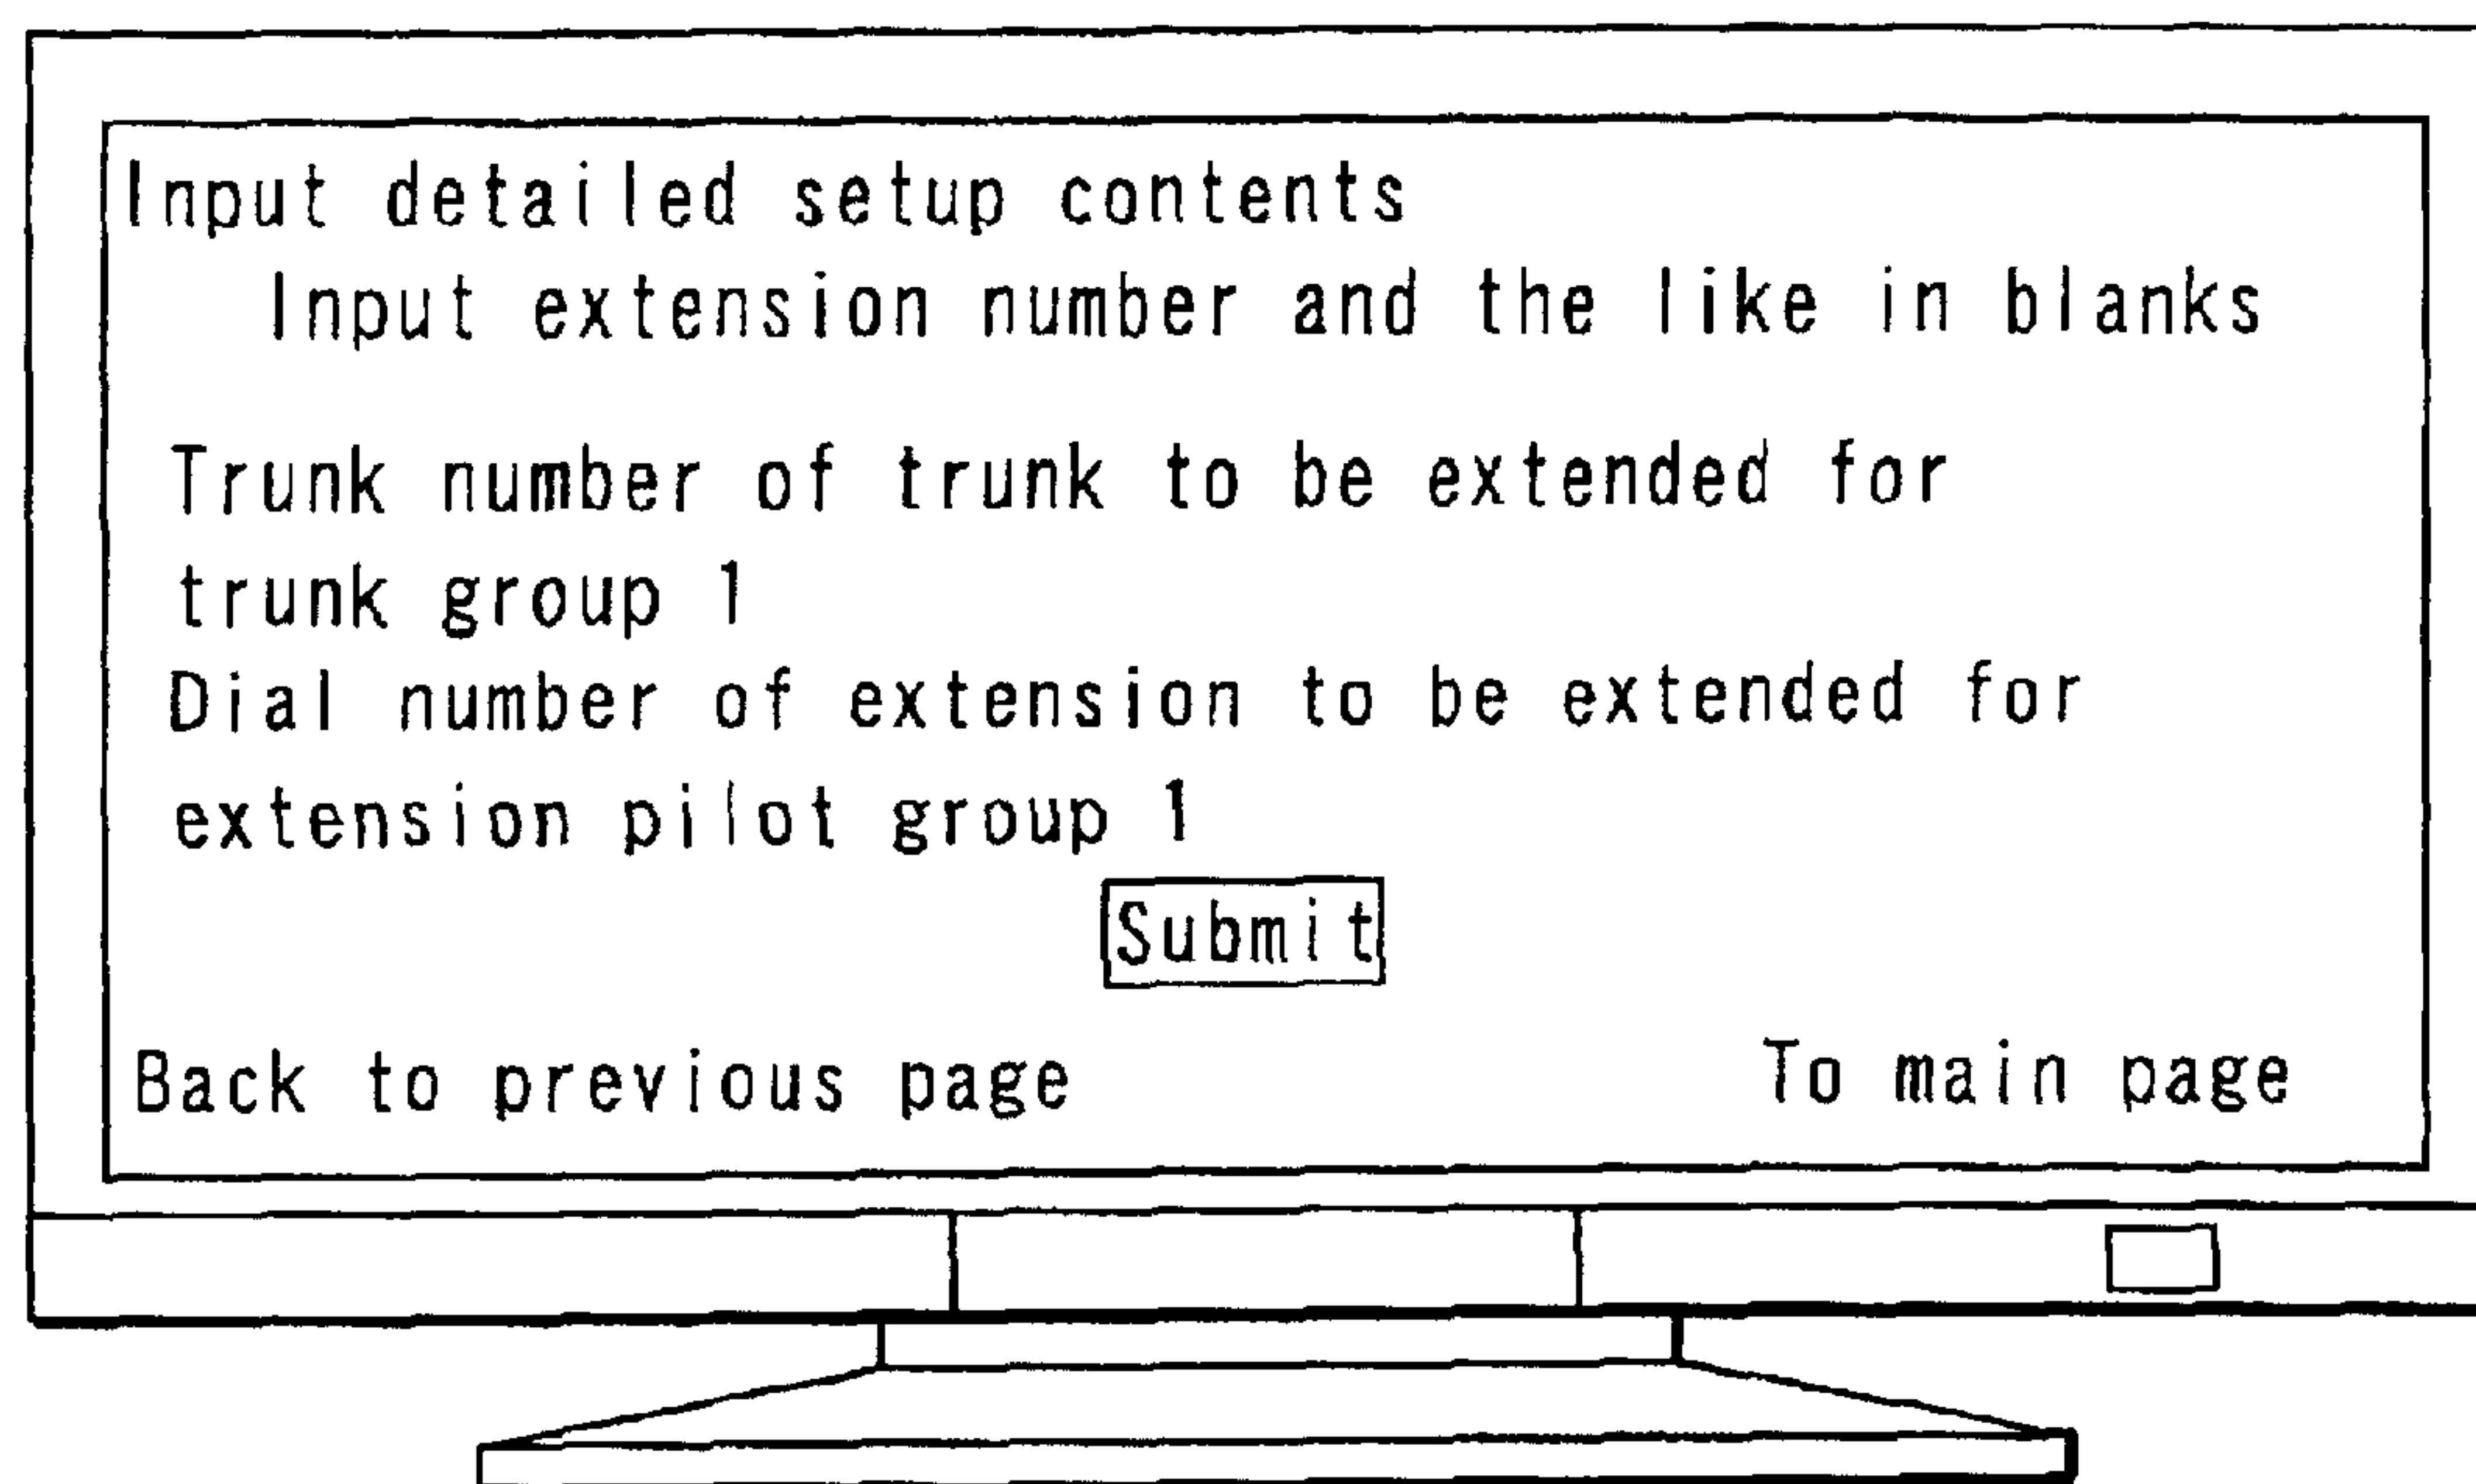 Input detailed setup contents
Input extension number and the like in blanks
Trunk number of trunk to be extended for
trunk group 1
Dial number of extension to be extended for
extension pilot group 1
Submit
Back to previous page
To main page